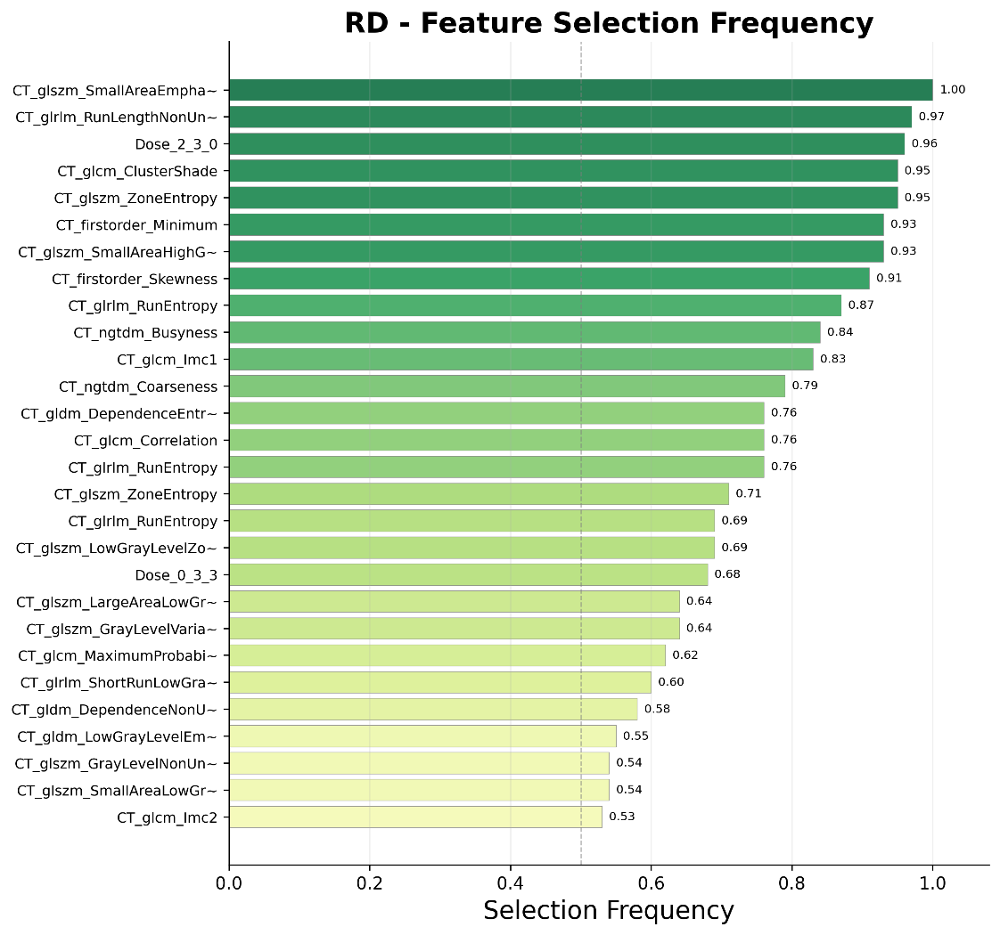 RD - Feature Selection Frequency
CT_glszm_SmallAreaEmpha~ 1.00
CT_glrlm_RunLengthNonUn~ 0.97
Dose_2_3_0 0.96
CT_glcm_ClusterShade 0.95
CT_glszm_ZoneEntropy 0.95
CT_firstorder_Minimum 0.93
CT_glszm_SmallAreaHighG~ 0.93
CT_firstorder_Skewness 0.91
CT_glrlm_RunEntropy 0.87
CT_ngtdm_Busyness 0.84
CT_glcm_Imc1 0.83
CT_ngtdm_Coarseness 0.79
CT_gldm_DependenceEntr~ 0.76
CT_glcm_Correlation 0.76
CT_glrlm_RunEntropy 0.76
CT_glszm_ZoneEntropy 0.71
CT_glrlm_RunEntropy 0.69
CT_glszm_LowGrayLevelZo~ 0.69
Dose_0_3_3 0.68
CT_glszm_LargeAreaLowGr~ 0.64
CT_glszm_GrayLevelVaria~ 0.64
CT_glcm_MaximumProbabi~ 0.62
CT_glrlm_ShortRunLowGra~ 0.60
CT_gldm_DependenceNonU~ 0.58
CT_gldm_LowGrayLevelEm~ 0.55
CT_glszm_GrayLevelNonUn~ 0.54
CT_glszm_SmallAreaLowGr~ 0.54
CT_glcm_Imc2 0.53
0.0 0.2 0.4 0.6 0.8 1.0
Selection Frequency